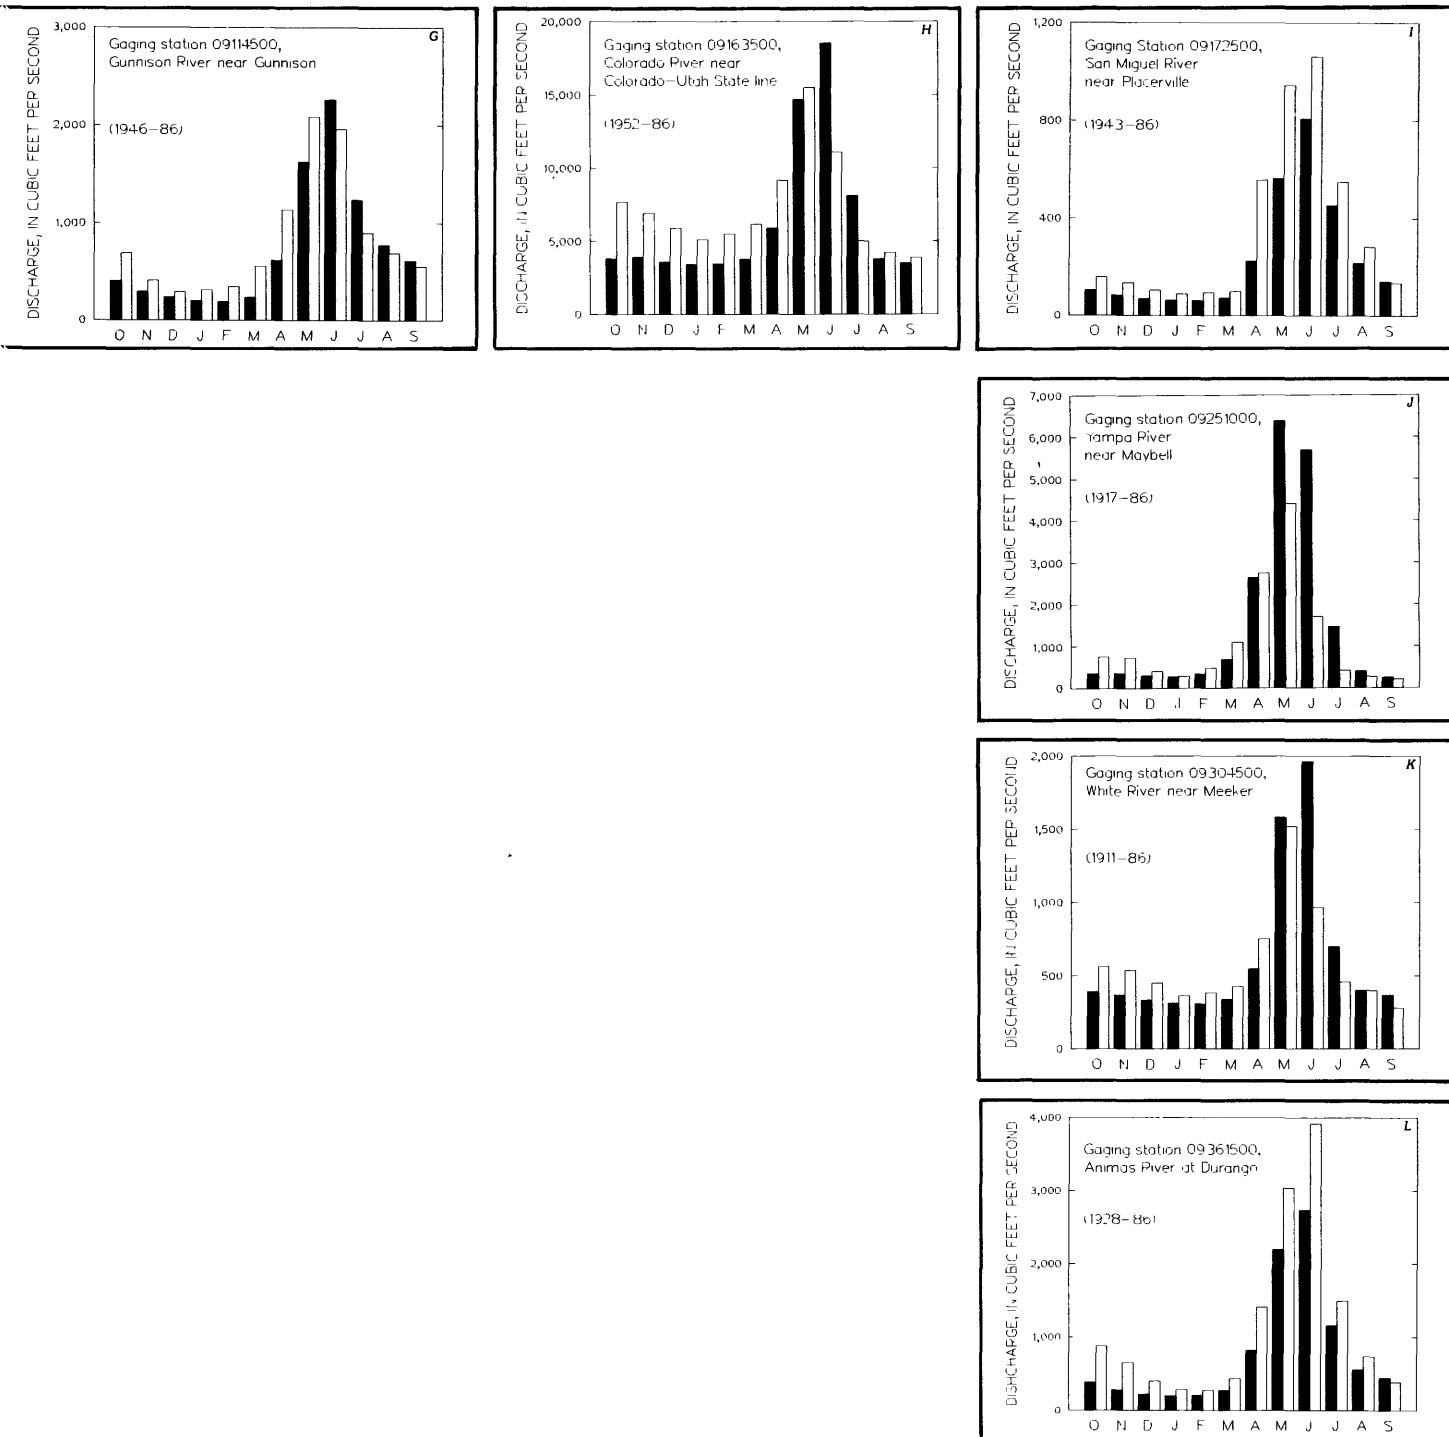 G
Gaging station 09114500,
Gunnison River near Gunnison
(1946-86)
DISCHARGE, IN CUBIC FEET PER SECOND
3,000
2,000
1,000
0
O N D J F M A M J J A S
H
Gaging station 09163500,
Colorado River near
Colorado-Utah State line
(1952-86)
DISCHARGE, IN CUBIC FEET PER SECOND
20,000
15,000
10,000
5,000
0
O N D J F M A M J J A S
I
Gaging Station 09172500,
San Miguel River
near Placerville
(1943-86)
DISCHARGE, IN CUBIC FEET PER SECOND
1,200
800
400
0
O N D J F M A M J J A S
J
Gaging station 09251000,
Yampa River
near Maybell
(1917-86)
DISCHARGE, IN CUBIC FEET PER SECOND
7,000
6,000
5,000
4,000
3,000
2,000
1,000
0
O N D J F M A M J J A S
K
Gaging station 09304500,
White River near Meeker
(1911-86)
DISCHARGE, IN CUBIC FEET PER SECOND
2,000
1,500
1,000
500
0
O N D J F M A M J J A S
L
Gaging station 09361500,
Animas River at Durango
(1928-86)
DISHCHARGE, IN CUBIC FEET PER SECOND
4,000
3,000
2,000
1,000
0
O N D J F M A M J J A S